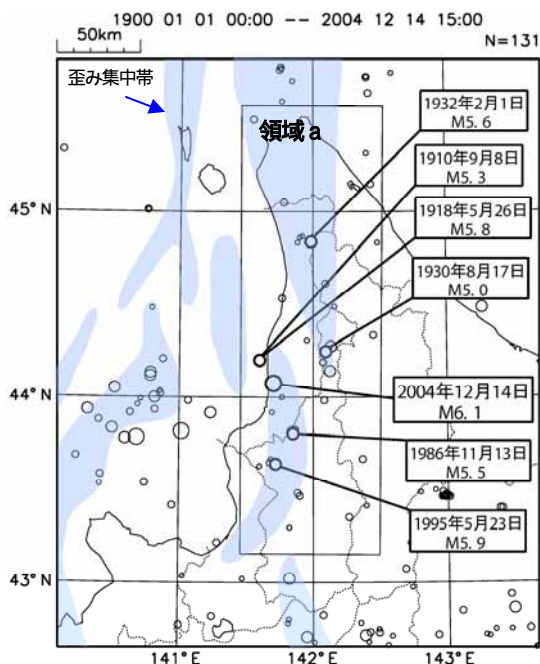 1900 01 01 00:00 -- 2004 12 14 15:00
50km
N=131
歪み集中帯
領域a
1932年2月1日
M5.6
1910年9月8日
M5.3
1918年5月26日
M5.8
1930年8月17日
M5.0
2004年12月14日
M6.1
1986年11月13日
M5.5
1995年5月23日
M5.9
45°N
44°N
43°N
141°E
142°E
143°E